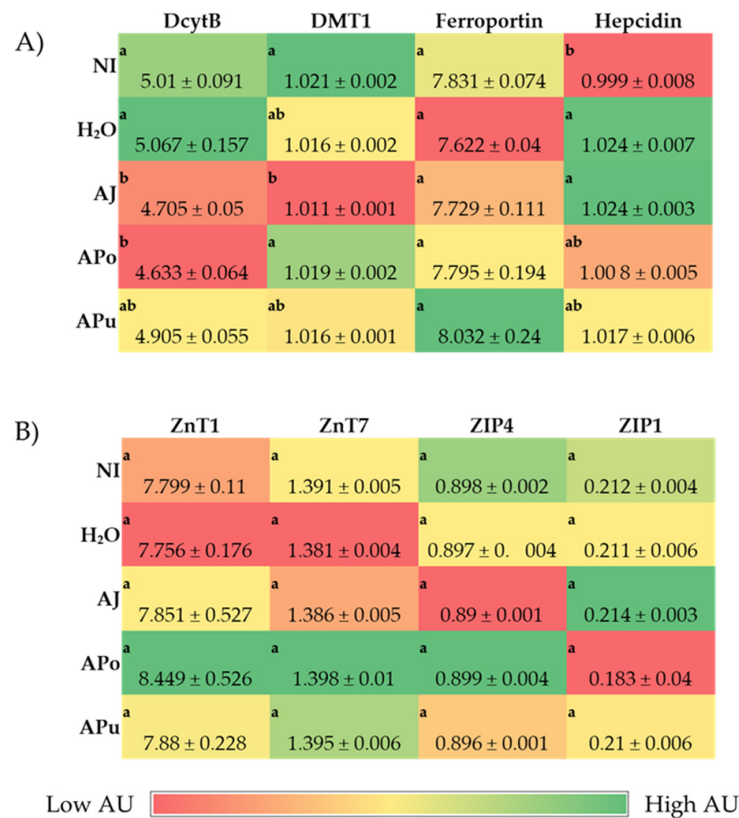 A)
DcytB DMT1 Ferroportin Hepcidin
NI
a a a b
5.01 ± 0.091 1.021 ± 0.002 7.831 ± 0.074 0.999 ± 0.008
H₂O
a ab a a
5.067 ± 0.157 1.016 ± 0.002 7.622 ± 0.04 1.024 ± 0.007
AJ
b b a a
4.705 ± 0.05 1.011 ± 0.001 7.729 ± 0.111 1.024 ± 0.003
APo
b a a ab
4.633 ± 0.064 1.019 ± 0.002 7.795 ± 0.194 1.00 8 ± 0.005
APu
ab ab a ab
4.905 ± 0.055 1.016 ± 0.001 8.032 ± 0.24 1.017 ± 0.006
B)
ZnT1 ZnT7 ZIP4 ZIP1
NI
a a a a
7.799 ± 0.11 1.391 ± 0.005 0.898 ± 0.002 0.212 ± 0.004
H₂O
a a a a
7.756 ± 0.176 1.381 ± 0.004 0.897 ± 0. 004 0.211 ± 0.006
AJ
a a a a
7.851 ± 0.527 1.386 ± 0.005 0.89 ± 0.001 0.214 ± 0.003
APo
a a a a
8.449 ± 0.526 1.398 ± 0.01 0.899 ± 0.004 0.183 ± 0.04
APu
a a a a
7.88 ± 0.228 1.395 ± 0.006 0.896 ± 0.001 0.21 ± 0.006
Low AU High AU